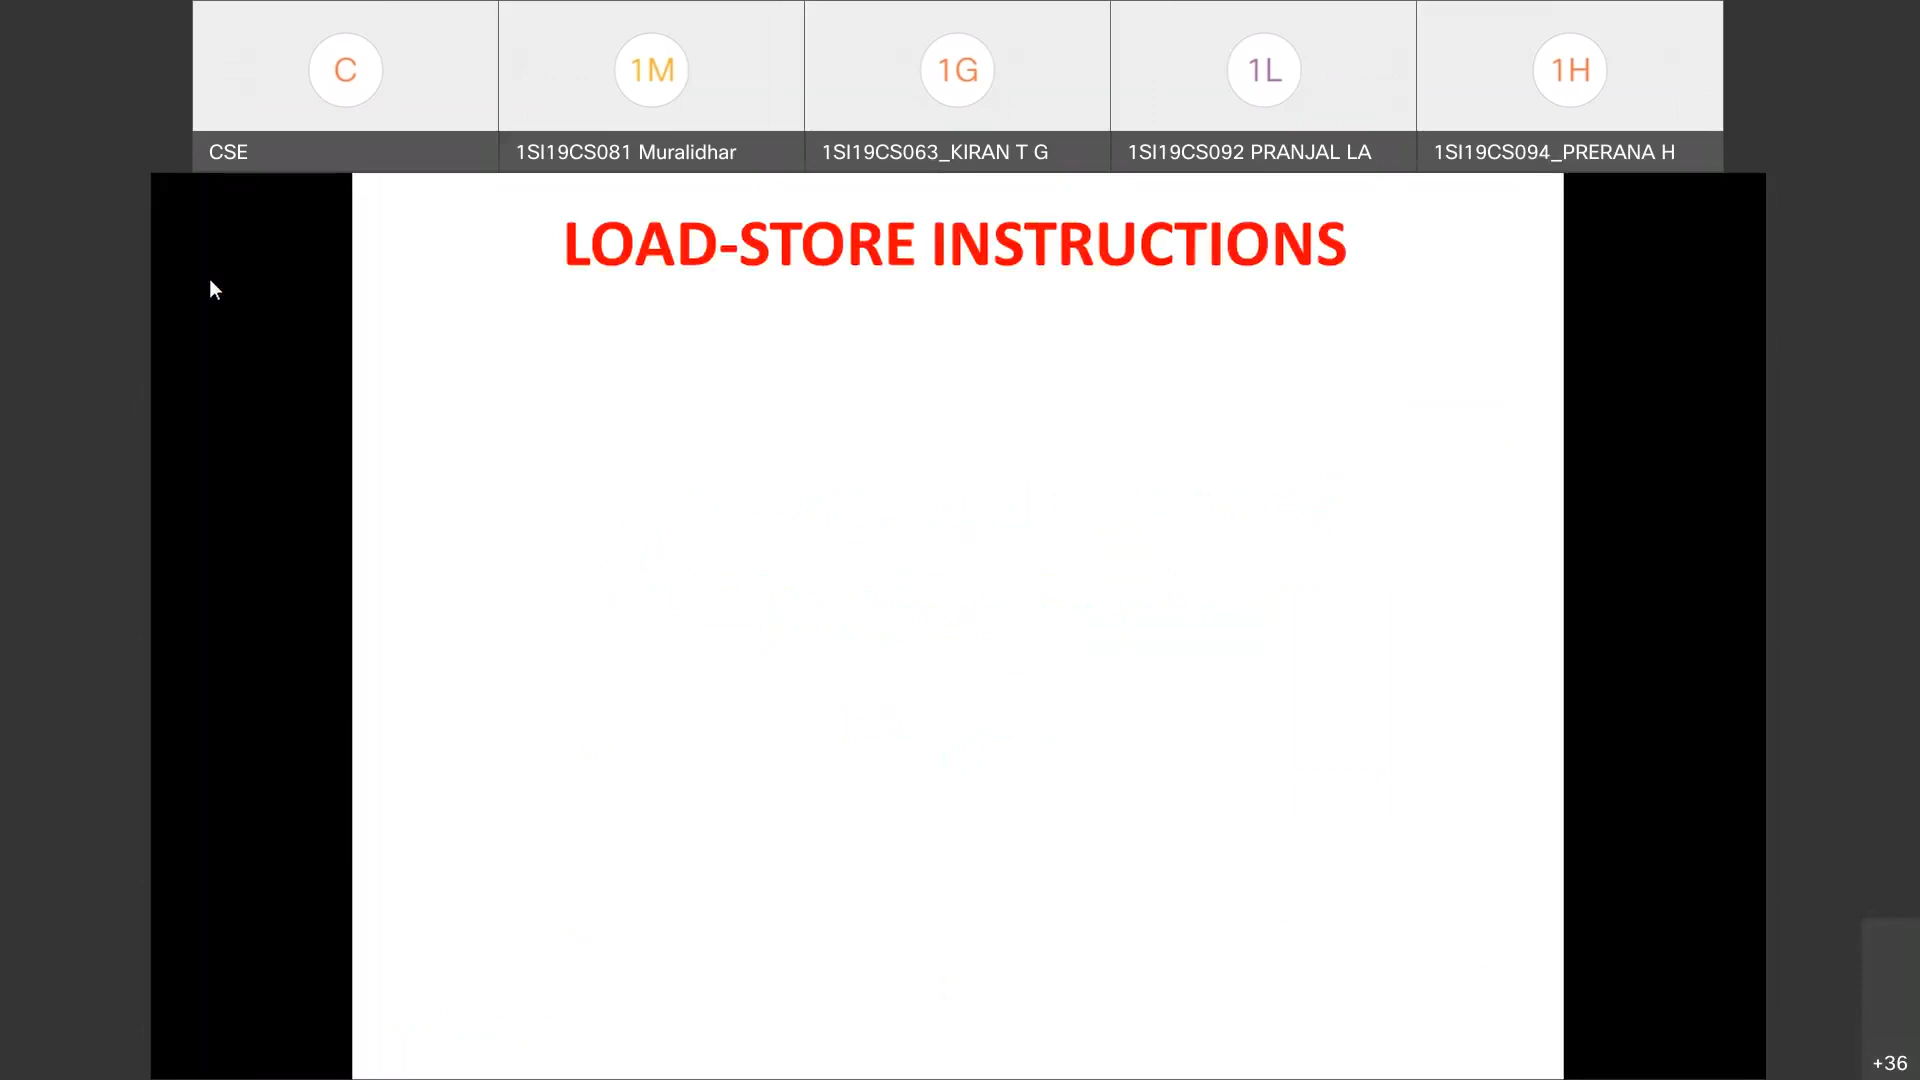 C
1M
1G
1L
1H
CSE
1SI19CS081 Muralidhar
1SI19CS063_KIRAN T G
1SI19CS092 PRANJAL LA
1SI19CS094_PRERANA H
LOAD-STORE INSTRUCTIONS
+36